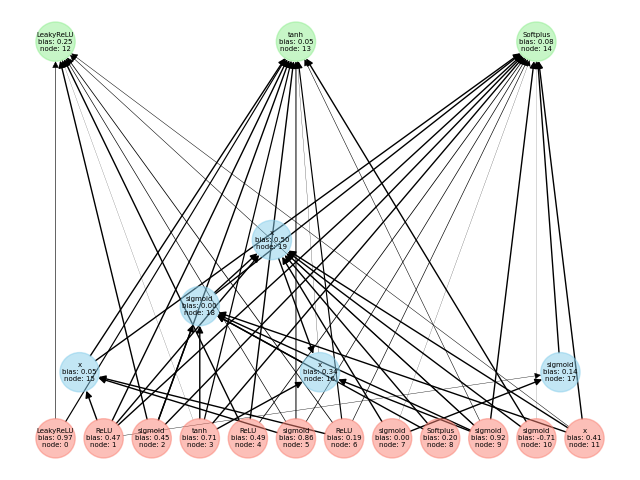 LeakyReLU
bias: 0.25
node: 12
tanh
bias: 0.05
node: 13
Softplus
bias: 0.08
node: 14
bias: 0.50
node: 19
sigmoid
bias: 0.00
node: 18
x
bias: 0.05
node: 15
x
bias: 0.34
node: 16
sigmoid
bias: 0.14
node: 17
LeakyReLU
bias: 0.97
node: 0
ReLU
bias: 0.47
node: 1
sigmoid
bias: 0.45
node: 2
tanh
bias: 0.71
node: 3
ReLU
bias: 0.49
node: 4
sigmoid
bias: 0.86
node: 5
ReLU
bias: 0.19
node: 6
sigmoid
bias: 0.00
node: 7
Softplus
bias: 0.20
node: 8
sigmoid
bias: 0.92
node: 9
sigmoid
bias: -0.71
node: 10
x
bias: 0.41
node: 11